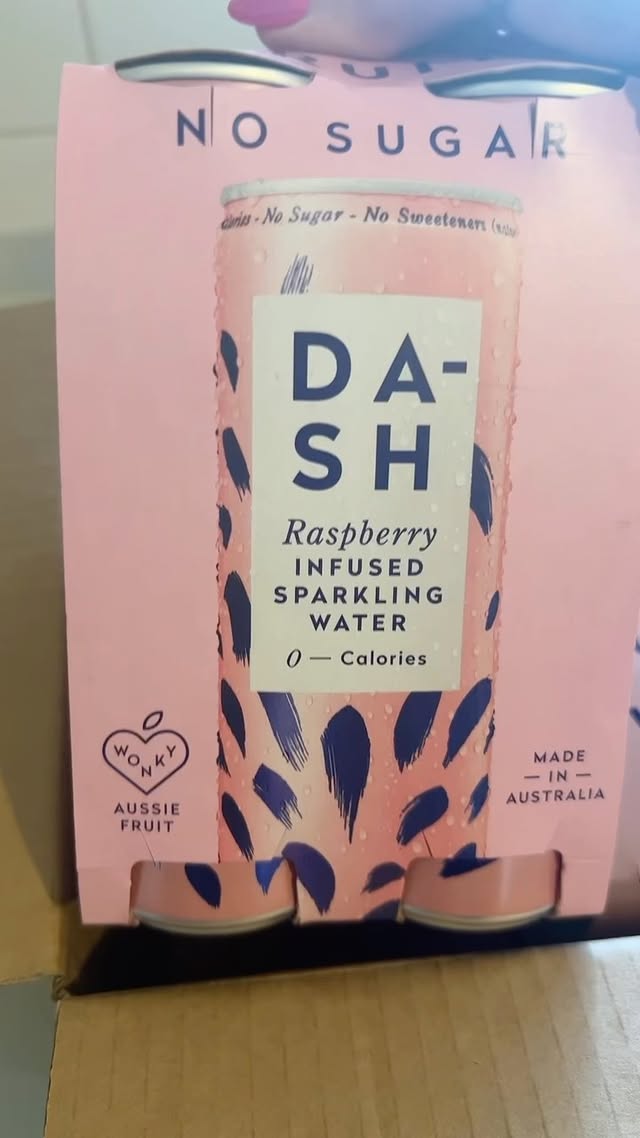 NO SUGAR
- No Sugar - No Sweeteners
DA-
SH
Raspberry
INFUSED
SPARKLING
WATER
0 — Calories
WONKY
AUSSIE
FRUIT
MADE
— IN —
AUSTRALIA